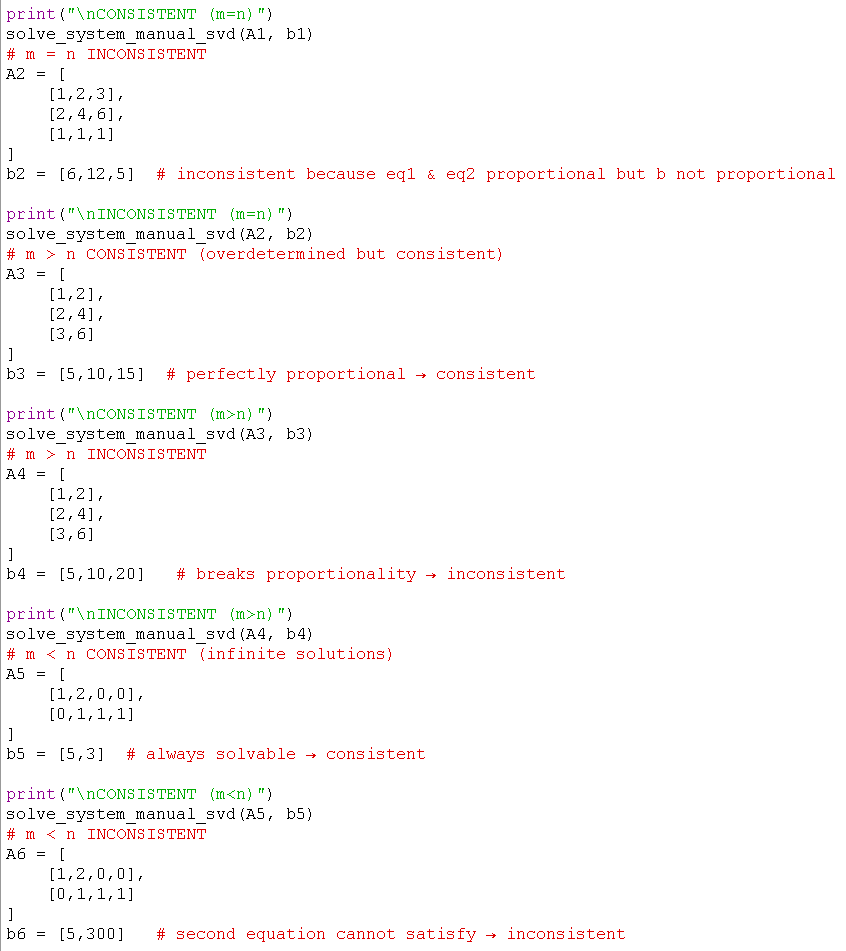 print("\nCONSISTENT (m=n)")
solve_system_manual_svd(A1, b1)
# m = n INCONSISTENT
A2 = [
    [1,2,3],
    [2,4,6],
    [1,1,1]
]
b2 = [6,12,5]  # inconsistent because eq1 & eq2 proportional but b not proportional

print("\nINCONSISTENT (m=n)")
solve_system_manual_svd(A2, b2)
# m > n CONSISTENT (overdetermined but consistent)
A3 = [
    [1,2],
    [2,4],
    [3,6]
]
b3 = [5,10,15]  # perfectly proportional → consistent

print("\nCONSISTENT (m>n)")
solve_system_manual_svd(A3, b3)
# m > n INCONSISTENT
A4 = [
    [1,2],
    [2,4],
    [3,6]
]
b4 = [5,10,20]   # breaks proportionality → inconsistent

print("\nINCONSISTENT (m>n)")
solve_system_manual_svd(A4, b4)
# m < n CONSISTENT (infinite solutions)
A5 = [
    [1,2,0,0],
    [0,1,1,1]
]
b5 = [5,3]  # always solvable → consistent

print("\nCONSISTENT (m<n)")
solve_system_manual_svd(A5, b5)
# m < n INCONSISTENT
A6 = [
    [1,2,0,0],
    [0,1,1,1]
]
b6 = [5,300]   # second equation cannot satisfy → inconsistent